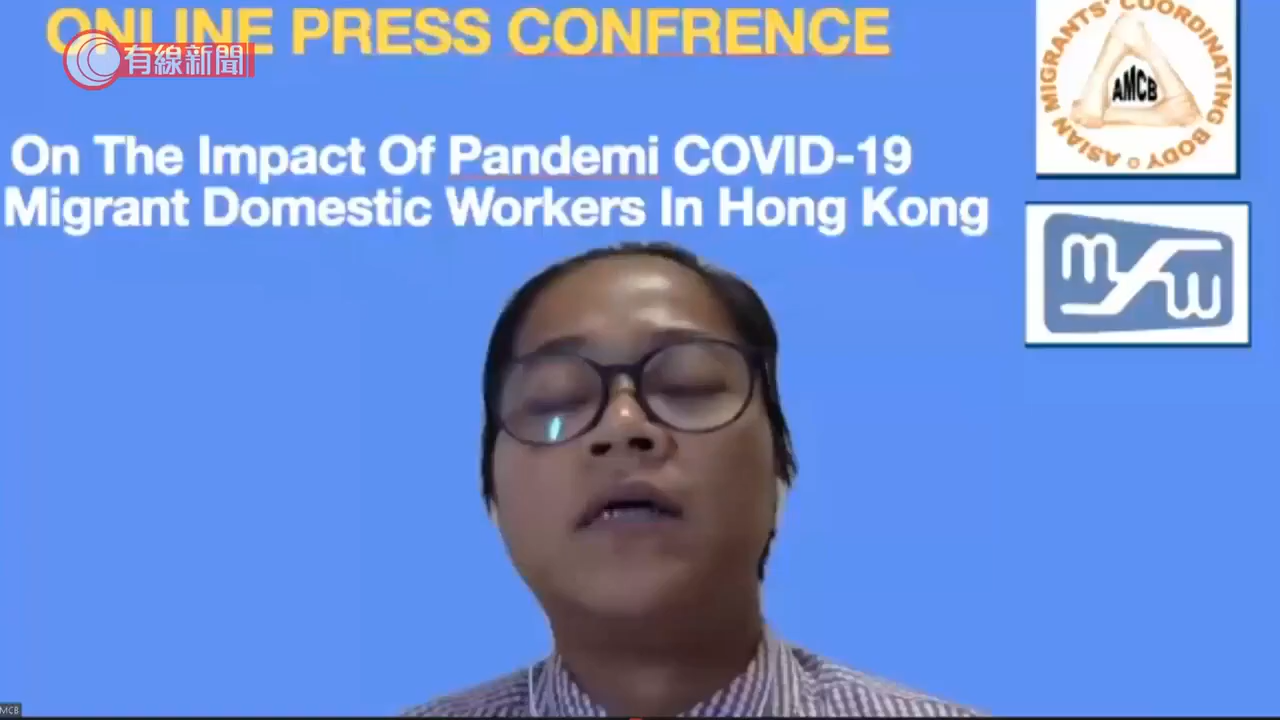 ONLINE PRESS CONFRENCE
有線新聞
On The Impact Of Pandemi COVID-19
Migrant Domestic Workers In Hong Kong
ASIAN MIGRANTS' COORDINATING BODY
AMCB
mfw
MCB